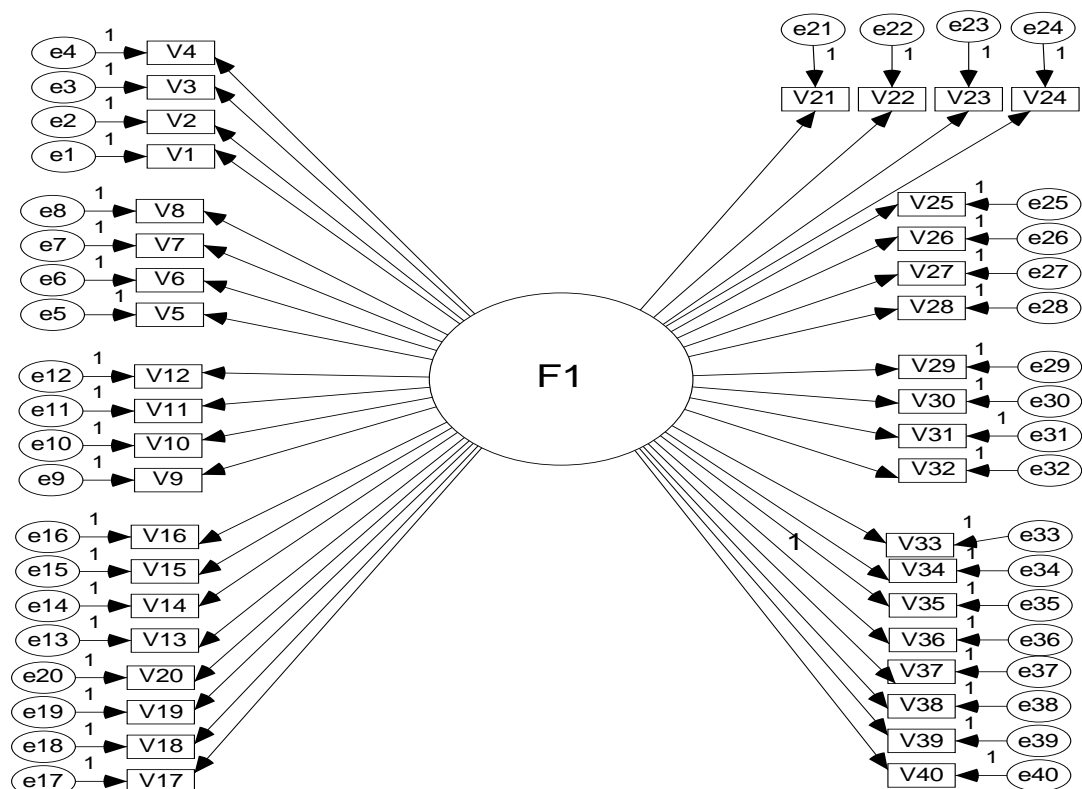 1
e4 V4
1
e3 V3
1
e2 V2
1
e1 V1
1
e8 V8
1
e7 V7
1
e6 V6
1
e5 V5
1
e12 V12
1
e11 V11
1
e10 V10
1
e9 V9
1
e16 V16
1
e15 V15
1
e14 V14
1
e13 V13
1
e20 V20
1
e19 V19
1
e18 V18
1
e17 V17
F1
e21 e22 e23 e24
1 1 1 1
V21 V22 V23 V24
1
V25 e25
1
V26 e26
1
V27 e27
1
V28 e28
1
V29 e29
1
V30 e30
1
V31 e31
1
V32 e32
1
V33 e33
1
1
V34 e34
1
V35 e35
1
V36 e36
1
V37 e37
1
V38 e38
1
V39 e39
1
V40 e40